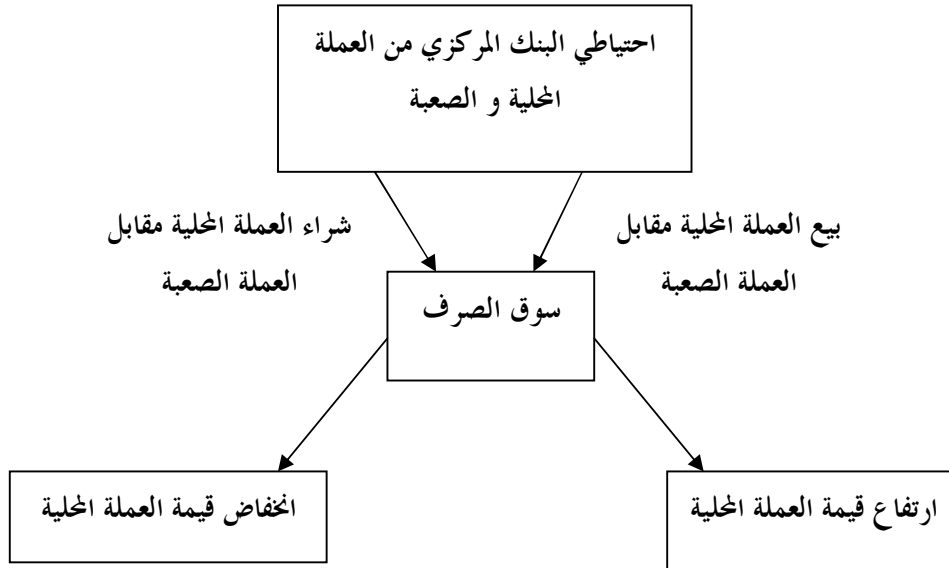 احتياطي البنك المركزي من العملة
المحلية و الصعبة
بيع العملة المحلية مقابل
العملة الصعبة
شراء العملة المحلية مقابل
العملة الصعبة
سوق الصرف
ارتفاع قيمة العملة المحلية
انخفاض قيمة العملة المحلية